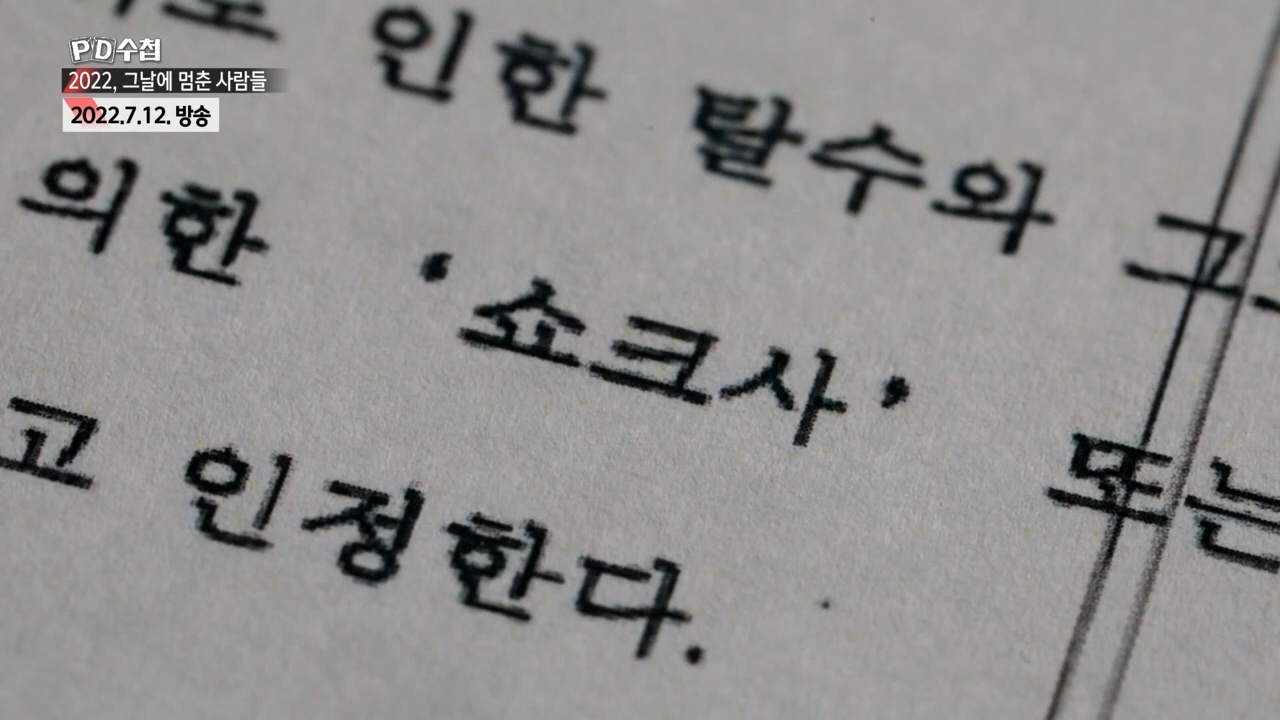 PD수첩
2022, 그날에 멈춘 사람들
2022.7.12. 방송
인한 탈수와 그
의한 '쇼크사' 또는
고 인정한다.